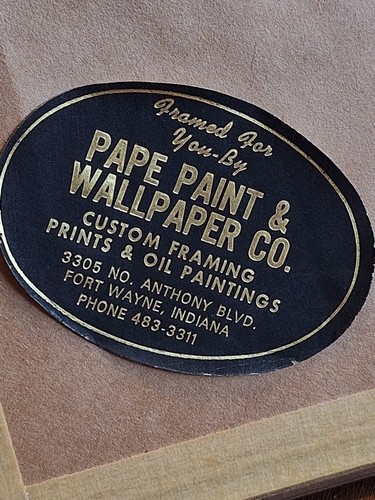 Framed For
You-By
PAPE PAINT &
WALLPAPER CO.
CUSTOM FRAMING
PRINTS & OIL PAINTINGS
3305 NO. ANTHONY BLVD.
FORT WAYNE, INDIANA
PHONE 483-3311